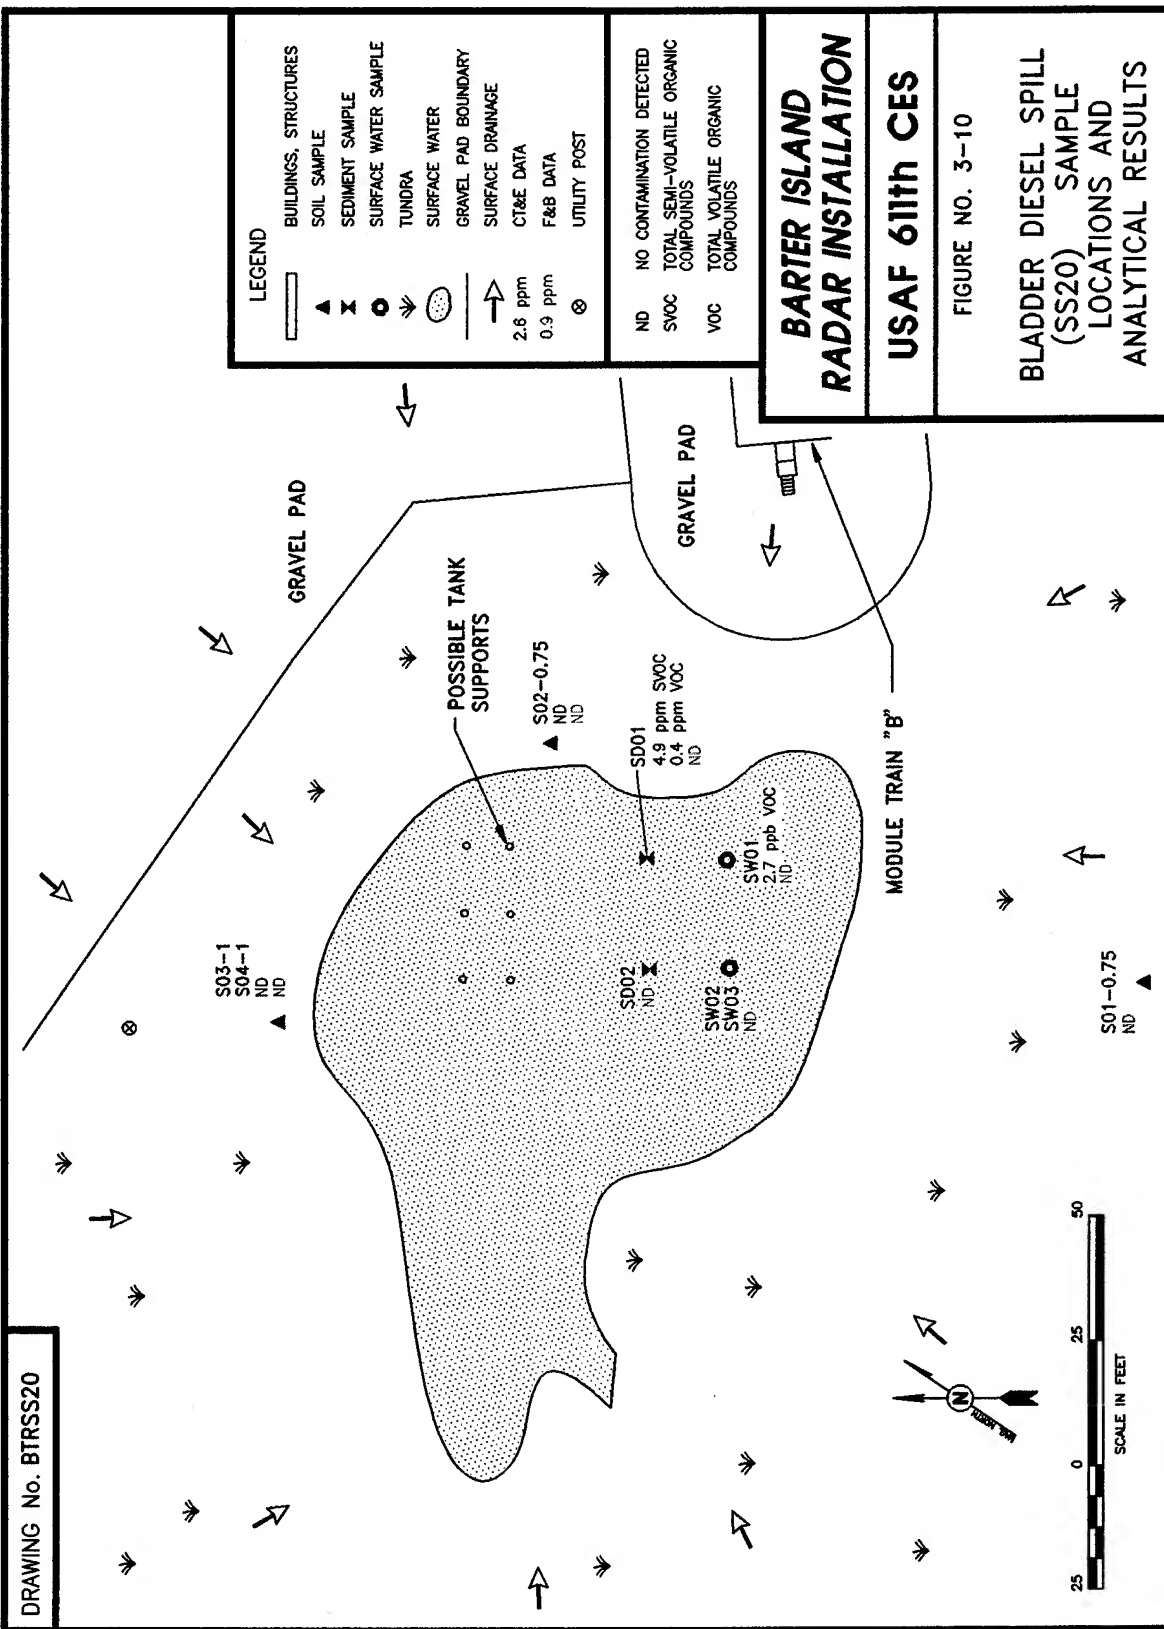 DRAWING No. BTRSS20
LEGEND
BUILDINGS, STRUCTURES
SOIL SAMPLE
SEDIMENT SAMPLE
SURFACE WATER SAMPLE
TUNDRA
SURFACE WATER
GRAVEL PAD BOUNDARY
SURFACE DRAINAGE
2.6 ppm CT&E DATA
0.9 ppm F&B DATA
UTILITY POST
ND NO CONTAMINATION DETECTED
SVOC TOTAL SEMI-VOLATILE ORGANIC
COMPOUNDS
VOC TOTAL VOLATILE ORGANIC
COMPOUNDS
BARTER ISLAND
RADAR INSTALLATION
USAF 611th CES
FIGURE NO. 3-10
BLADDER DIESEL SPILL
(SS20) SAMPLE
LOCATIONS AND
ANALYTICAL RESULTS
GRAVEL PAD
GRAVEL PAD
POSSIBLE TANK
SUPPORTS
S02-0.75
ND
ND
S03-1
S04-1
ND
ND
SD01
4.9 ppm SVOC
0.4 ppm VOC
ND
SD02
ND
SW01
2.7 ppb VOC
ND
SW02
SW03
ND
MODULE TRAIN "B"
S01-0.75
ND
N
MAG. NORTH
25 0 25 50
SCALE IN FEET